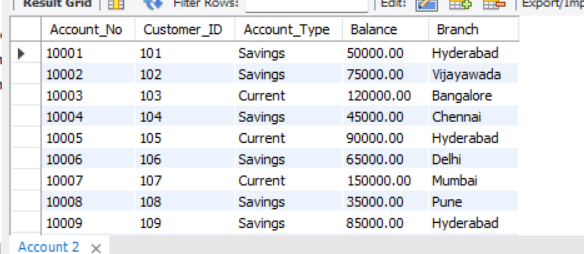 Result Grid Filter Rows: Edit: Export/Imp
Account_No Customer_ID Account_Type Balance Branch
10001 101 Savings 50000.00 Hyderabad
10002 102 Savings 75000.00 Vijayawada
10003 103 Current 120000.00 Bangalore
10004 104 Savings 45000.00 Chennai
10005 105 Current 90000.00 Hyderabad
10006 106 Savings 65000.00 Delhi
10007 107 Current 150000.00 Mumbai
10008 108 Savings 35000.00 Pune
10009 109 Savings 85000.00 Hyderabad
Account 2